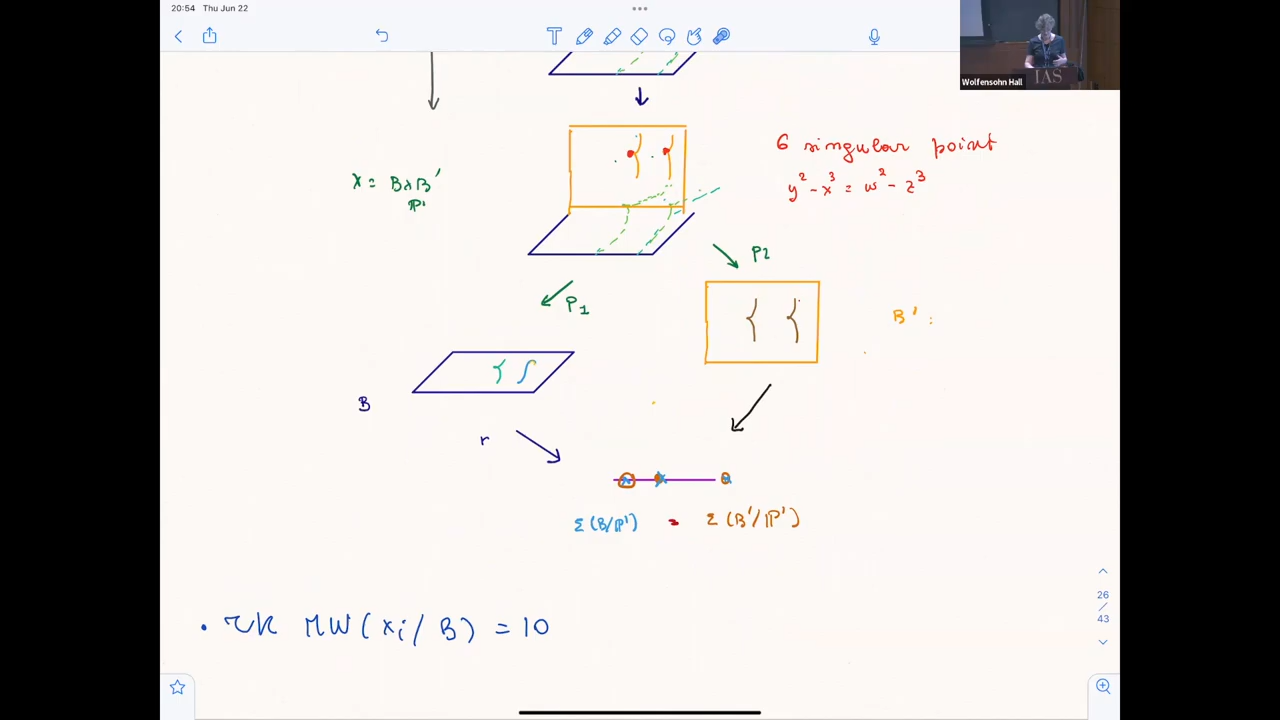 20:54 Thu Jun 22
IAS
Wolfensohn Hall
6 singular point
y² - x³ = w² - z³
X = B x B'
P¹
P2
P1
B' :
B
r
Σ(B/P¹) = Σ(B'/P¹)
26
/
43
• rk MW(Xi/B) = 10